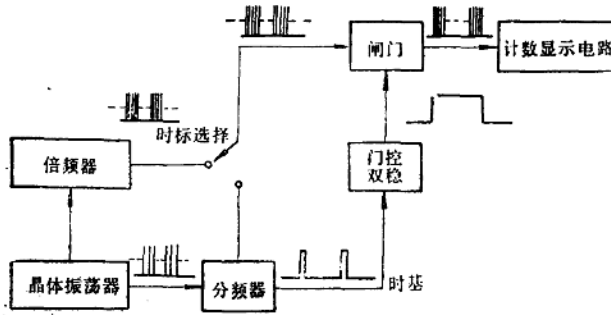 闸门
计数显示电路
时标选择
倍频器
门控
双稳
晶体振荡器
分频器
时基